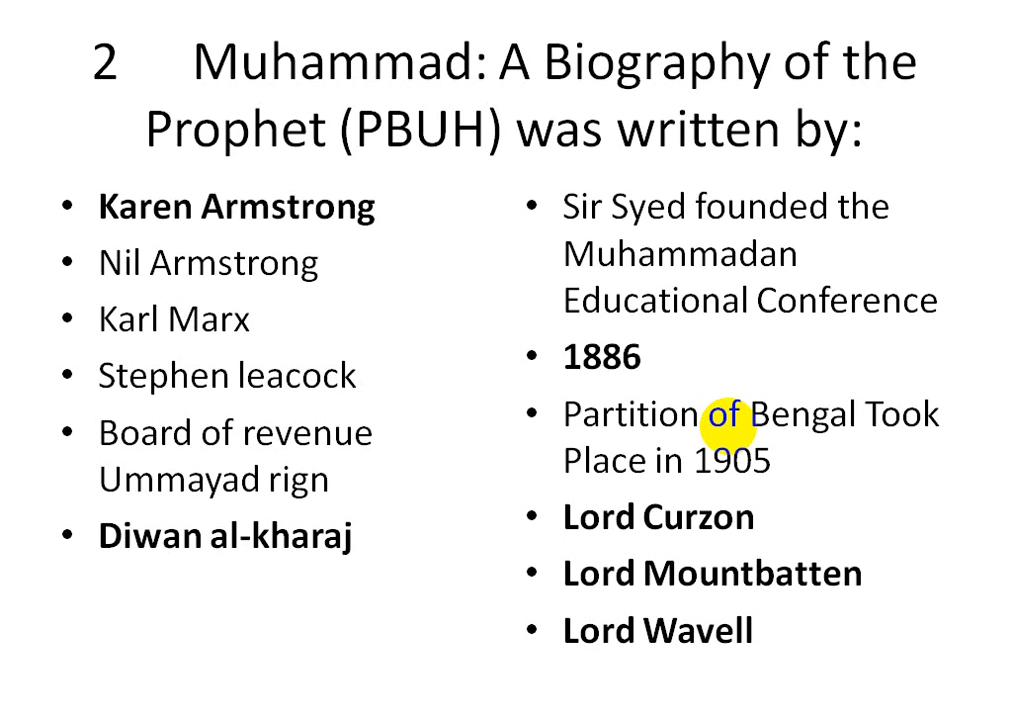 2 Muhammad: A Biography of the
Prophet (PBUH) was written by:
• Karen Armstrong
• Nil Armstrong
• Karl Marx
• Stephen leacock
• Board of revenue
Ummayad rign
• Diwan al-kharaj
• Sir Syed founded the
Muhammadan
Educational Conference
• 1886
• Partition of Bengal Took
Place in 1905
• Lord Curzon
• Lord Mountbatten
• Lord Wavell